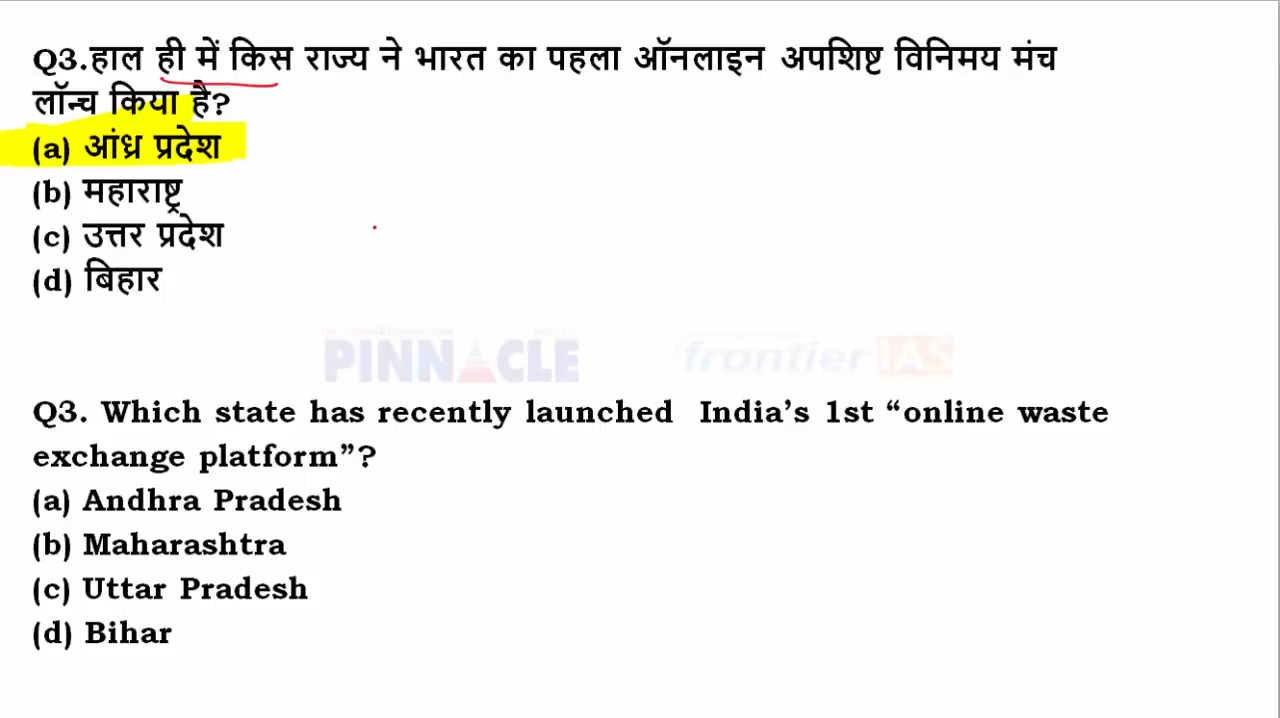 Q3.हाल ही में किस राज्य ने भारत का पहला ऑनलाइन अपशिष्ट विनिमय मंच
लॉन्च किया है?
(a) आंध्र प्रदेश
(b) महाराष्ट्र
(c) उत्तर प्रदेश
(d) बिहार
PINNACLE frontier IAS
Q3. Which state has recently launched India’s 1st “online waste
exchange platform”?
(a) Andhra Pradesh
(b) Maharashtra
(c) Uttar Pradesh
(d) Bihar